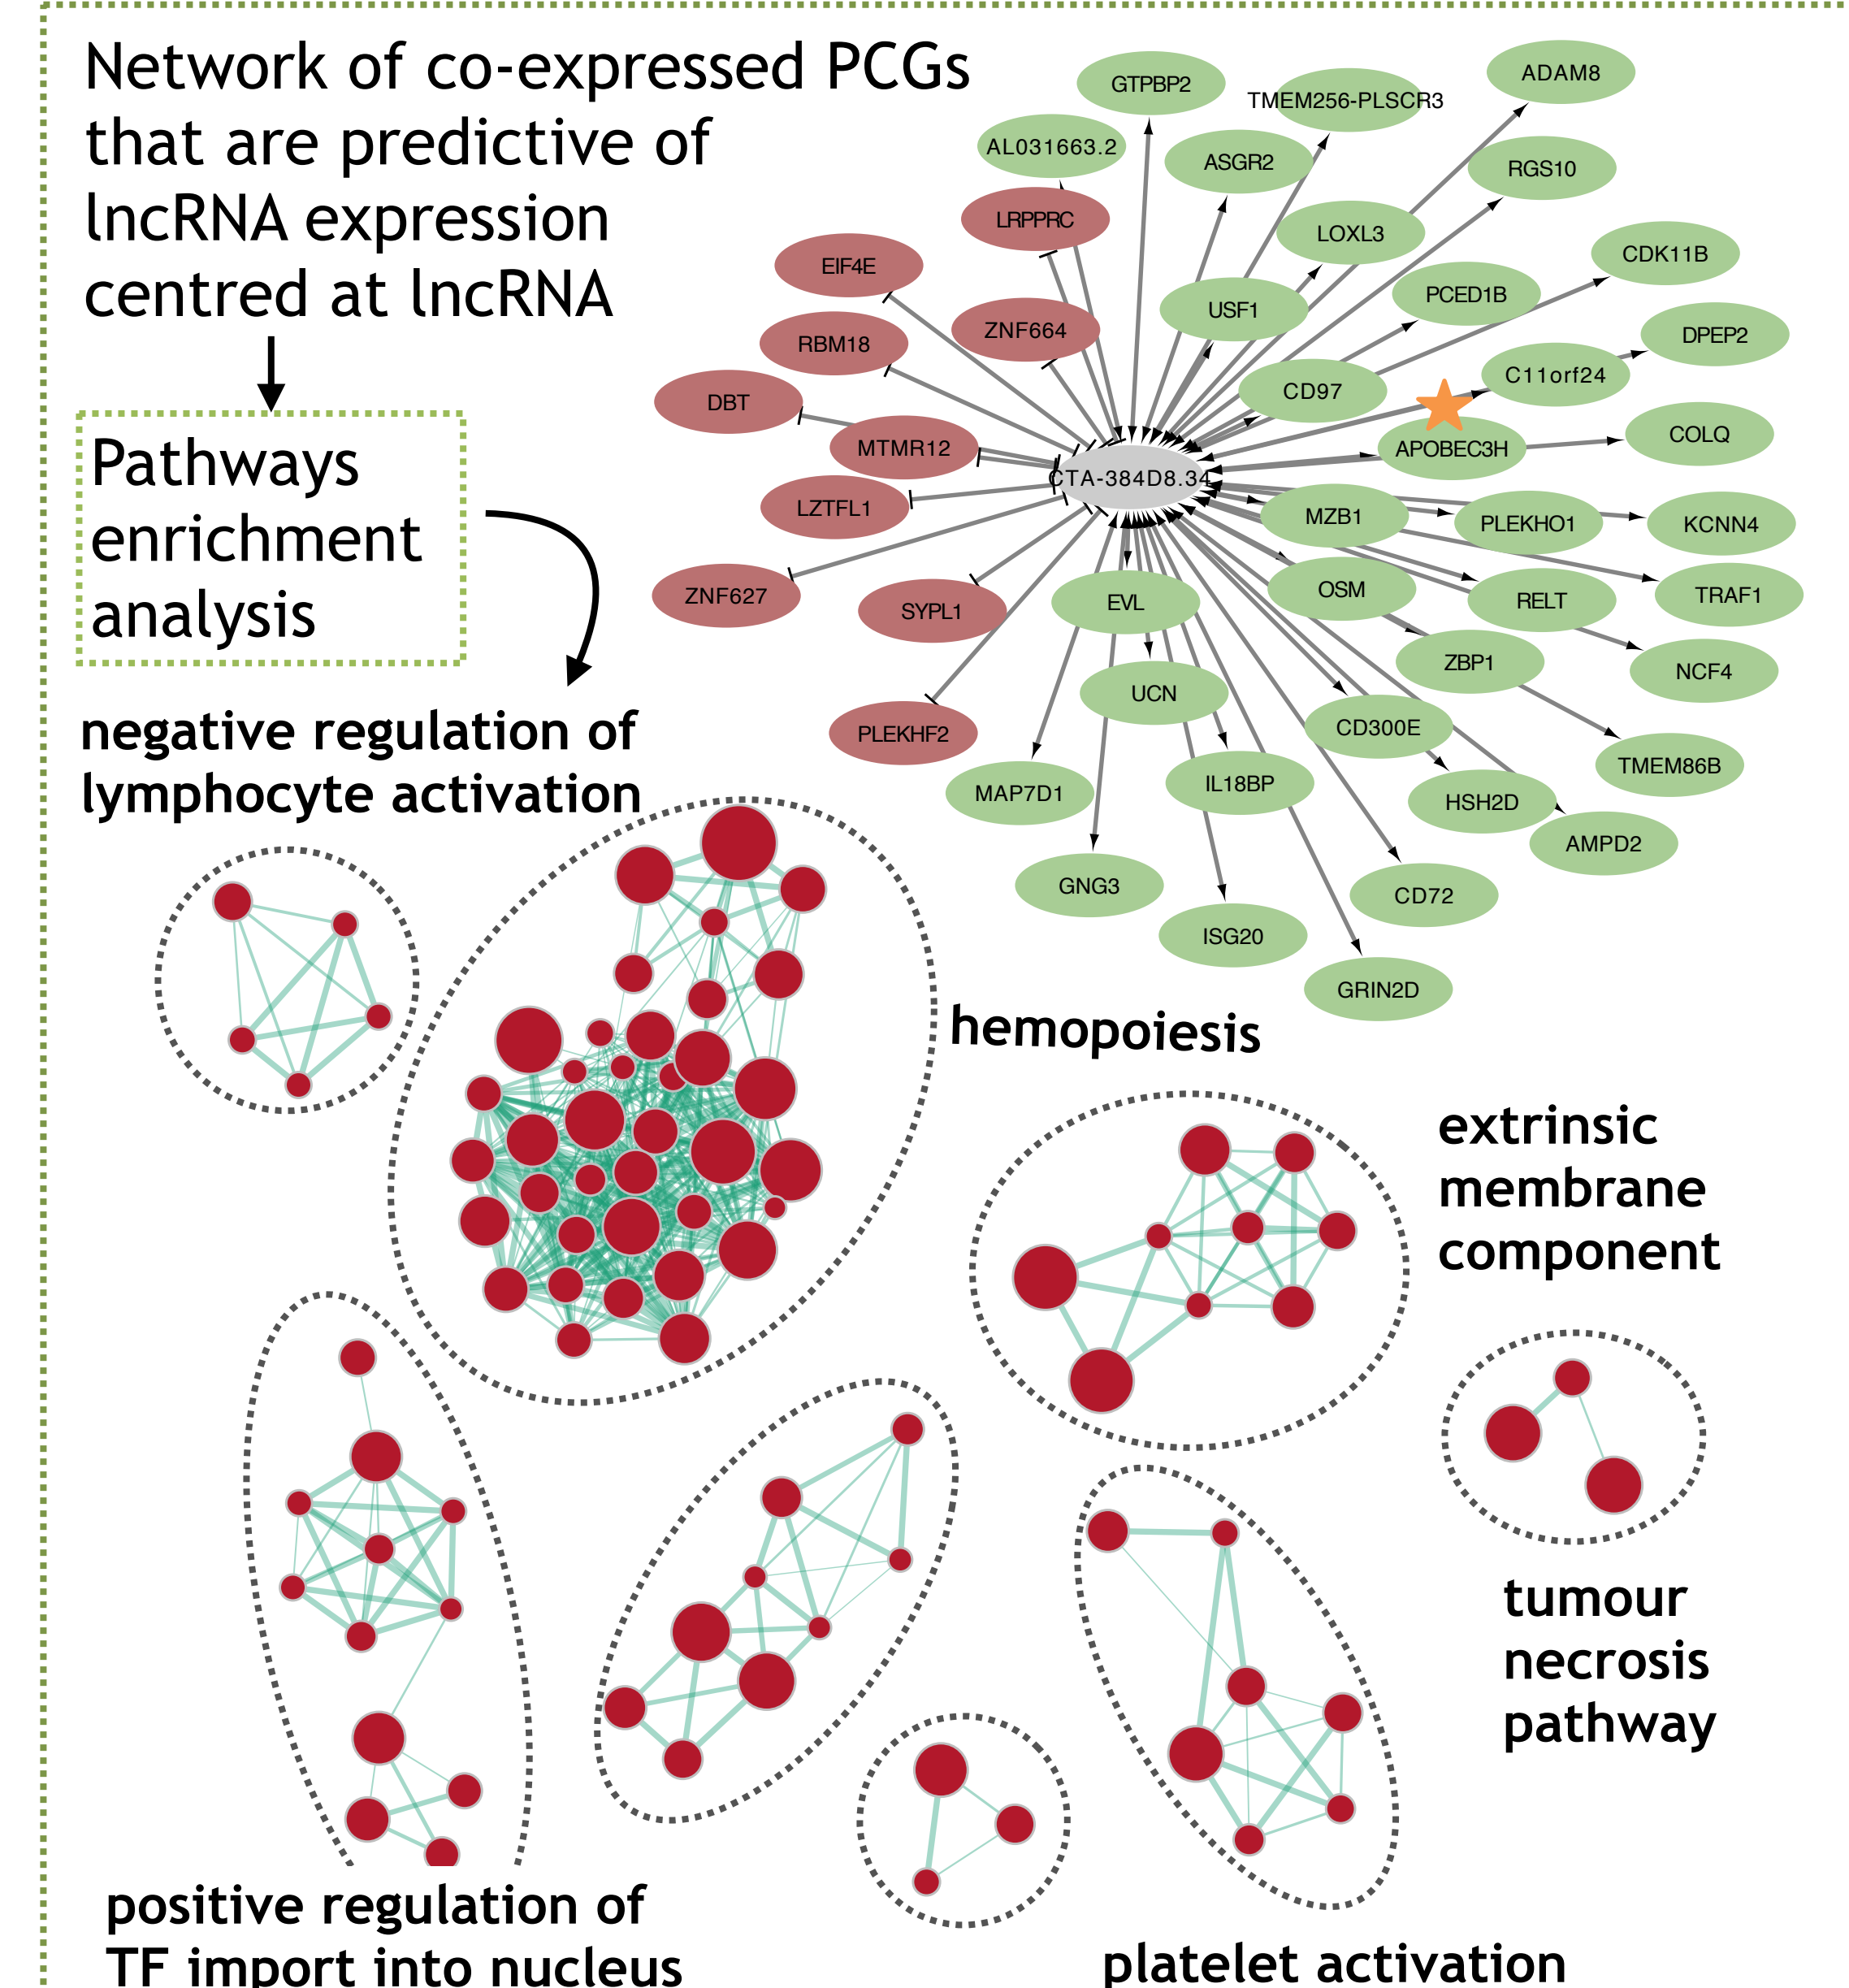 Network of co-expressed PCGs
that are predictive of
lncRNA expression
centred at lncRNA
Pathways
enrichment
analysis
GTPBP2
TMEM256-PLSCR3
ADAM8
AL031663.2
ASGR2
RGS10
LRPPRC
LOXL3
EIF4E
CDK11B
USF1
PCED1B
ZNF664
RBM18
DPEP2
CD97
C11orf24
DBT
MTMR12
APOBEC3H
COLQ
CTA-384D8.34
LZTFL1
MZB1
PLEKHO1
KCNN4
ZNF627
SYPL1
EVL
OSM
RELT
TRAF1
ZBP1
NCF4
UCN
PLEKHF2
CD300E
TMEM86B
MAP7D1
IL18BP
HSH2D
AMPD2
GNG3
CD72
ISG20
GRIN2D
negative regulation of
lymphocyte activation
hemopoiesis
extrinsic
membrane
component
tumour
necrosis
pathway
positive regulation of
TF import into nucleus
platelet activation